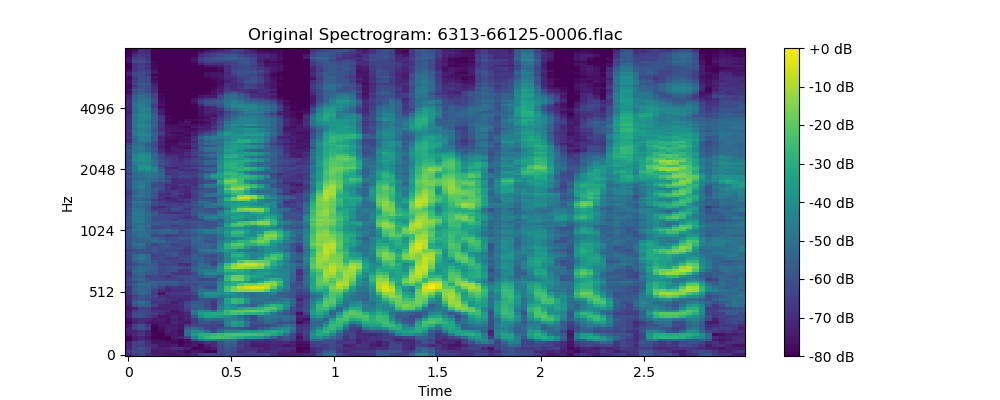 Original Spectrogram: 6313-66125-0006.flac
Hz
4096
2048
1024
512
0
0
0.5
1
1.5
2
2.5
Time
+0 dB
-10 dB
-20 dB
-30 dB
-40 dB
-50 dB
-60 dB
-70 dB
-80 dB